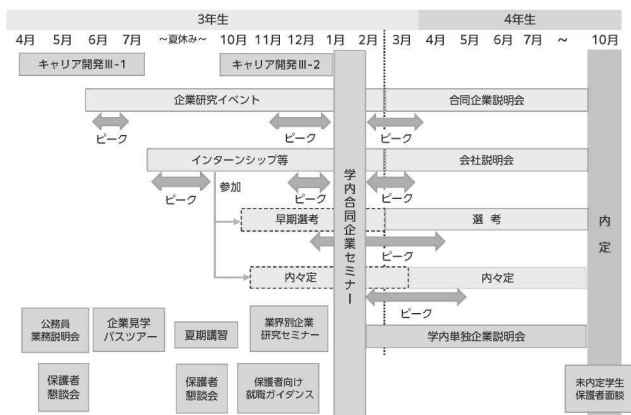 3年生
4年生
4月
5月
6月
7月
～夏休み～
10月
11月
12月
1月
2月
3月
4月
5月
6月
7月
～
10月
キャリア開発Ⅲ-1
キャリア開発Ⅲ-2
企業研究イベント
合同企業説明会
ピーク
ピーク
ピーク
インターンシップ等
会社説明会
ピーク
参加
ピーク
ピーク
早期選考
選 考
ピーク
内々定
内々定
ピーク
学内合同企業セミナー
内定
公務員
業務説明会
企業見学
バスツアー
夏期講習
業界別企業
研究セミナー
学内単独企業説明会
保護者
懇談会
保護者
懇談会
保護者向け
就職ガイダンス
未内定学生
保護者面談